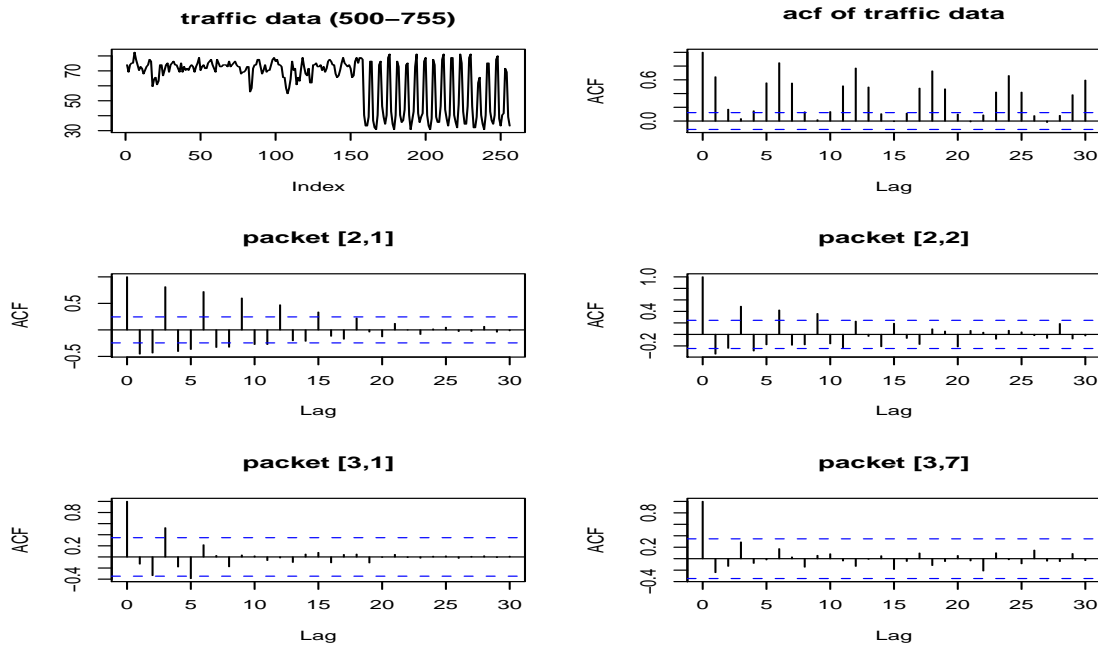 traffic data (500−755)
70
50
30
0 50 100 150 200 250
Index
acf of traffic data
ACF
0.6
0.0
0 5 10 15 20 25 30
Lag
packet [2,1]
ACF
0.5
−0.5
0 5 10 15 20 25 30
Lag
packet [2,2]
ACF
1.0
0.4
−0.2
0 5 10 15 20 25 30
Lag
packet [3,1]
ACF
0.8
0.2
−0.4
0 5 10 15 20 25 30
Lag
packet [3,7]
ACF
0.8
0.2
−0.4
0 5 10 15 20 25 30
Lag